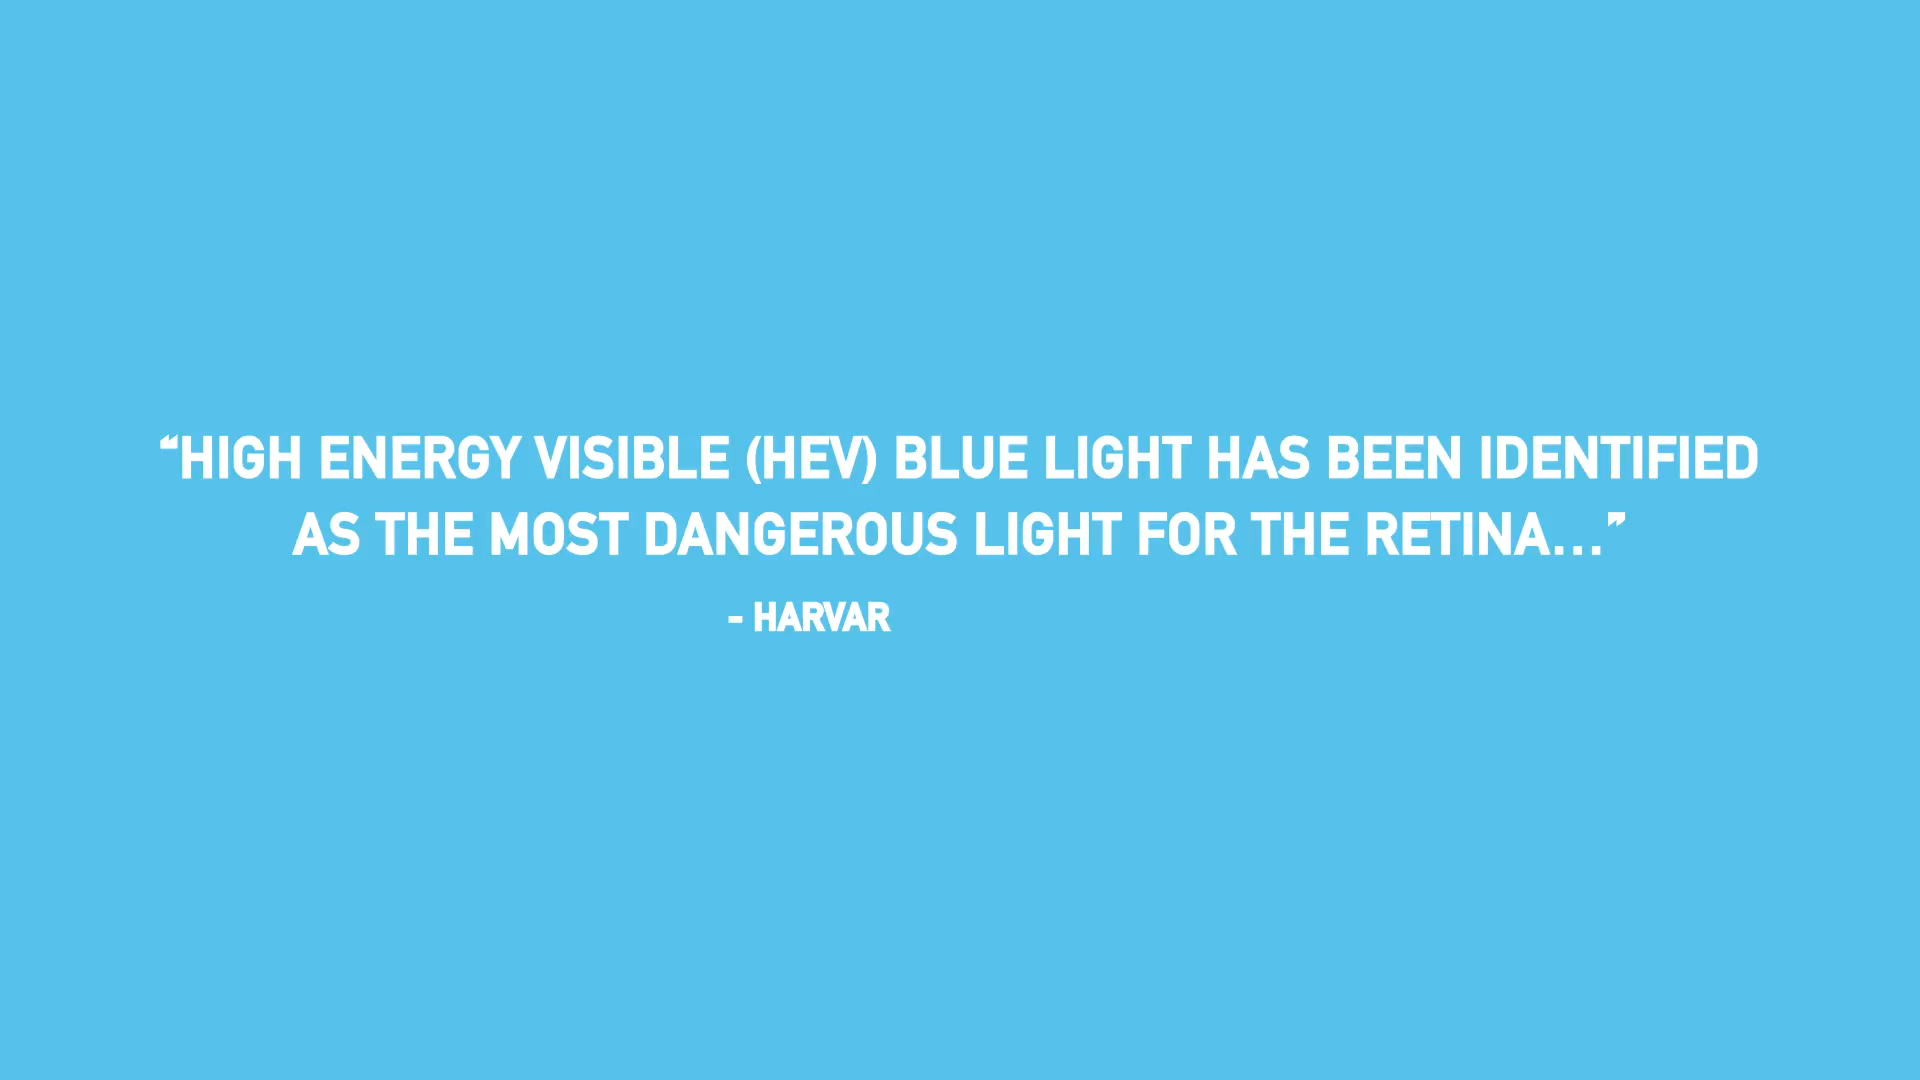 “HIGH ENERGY VISIBLE (HEV) BLUE LIGHT HAS BEEN IDENTIFIED
AS THE MOST DANGEROUS LIGHT FOR THE RETINA...”
- HARVAR